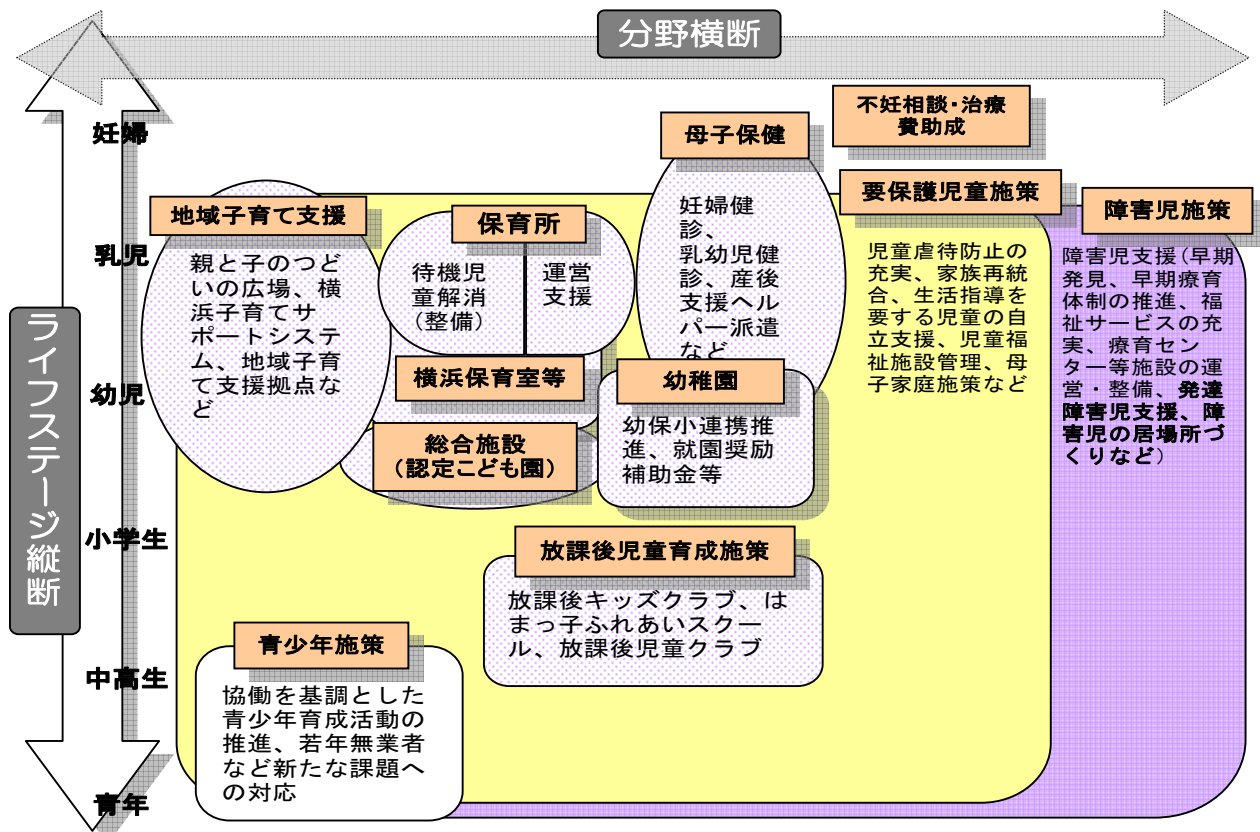 分野横断
ライフステージ縦断
妊婦
乳児
幼児
小学生
中高生
青年
不妊相談・治療
費助成
母子保健
妊婦健
診、
乳幼児健
診、産後
支援ヘル
パー派遣
など
要保護児童施策
児童虐待防止の
充実、家族再統
合、生活指導を
要する児童の自
立支援、児童福
祉施設管理、母
子家庭施策など
障害児施策
障害児支援(早期
発見、早期療育
体制の推進、福
祉サービスの充
実、療育セン
ター等施設の運
営・整備、発達
障害児支援、障
害児の居場所づ
くりなど)
地域子育て支援
親と子のつど
いの広場、横
浜子育てサ
ポートシステ
ム、地域子育
て支援拠点な
ど
保育所
待機児
童解消
(整備)
運営
支援
横浜保育室等
総合施設
(認定こども園)
幼稚園
幼保小連携推
進、就園奨励
補助金等
放課後児童育成施策
放課後キッズクラブ、は
まっ子ふれあいスクー
ル、放課後児童クラブ
青少年施策
協働を基調とした
青少年育成活動の
推進、若年無業者
など新たな課題へ
の対応